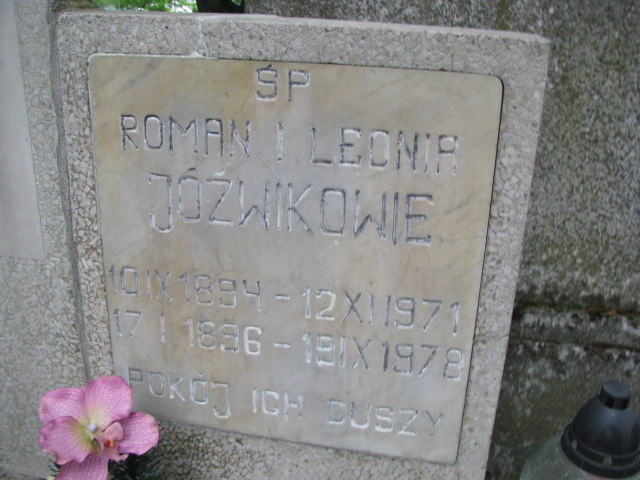 ŚP
ROMAN I LEONIA
JÓŹWIKOWIE
10 IX 1894 - 12 XI 1971
17 I 1896 - 19 IX 1978
POKÓJ ICH DUSZY